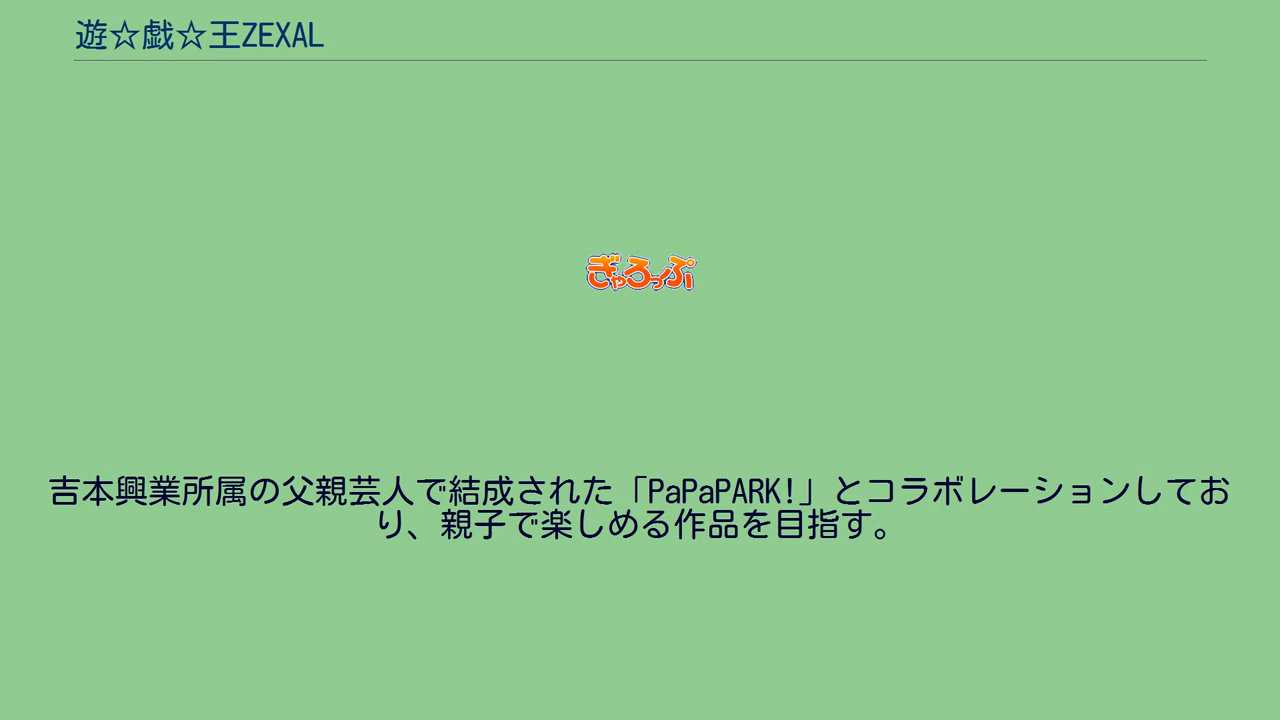 遊☆戯☆王ZEXAL
ぎゃろっぷ
吉本興業所属の父親芸人で結成された「PaPaPARK!」とコラボレーションしてお
り、親子で楽しめる作品を目指す。